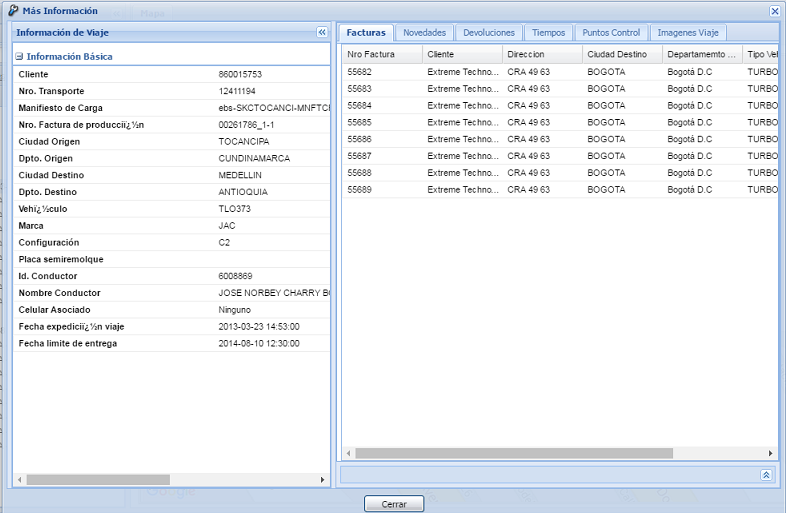 Más Información
Información de Viaje
Información Básica
Cliente 860015753
Nro. Transporte 12411194
Manifiesto de Carga ebs-SKCTOCANCI-MNFTCI
Nro. Factura de producciï¿½n 00261786_1-1
Ciudad Origen TOCANCIPA
Dpto. Origen CUNDINAMARCA
Ciudad Destino MEDELLIN
Dpto. Destino ANTIOQUIA
Vehï¿½culo TLO373
Marca JAC
Configuración C2
Placa semiremolque
Id. Conductor 6008869
Nombre Conductor JOSE NORBEY CHARRY BO
Celular Asociado Ninguno
Fecha expediciï¿½n viaje 2013-03-23 14:53:00
Fecha limite de entrega 2014-08-10 12:30:00
Facturas Novedades Devoluciones Tiempos Puntos Control Imagenes Viaje
Nro Factura Cliente Direccion Ciudad Destino Departamemto ... Tipo Veh
55682 Extreme Techno... CRA 49 63 BOGOTA Bogotá D.C TURBO
55683 Extreme Techno... CRA 49 63 BOGOTA Bogotá D.C TURBO
55684 Extreme Techno... CRA 49 63 BOGOTA Bogotá D.C TURBO
55685 Extreme Techno... CRA 49 63 BOGOTA Bogotá D.C TURBO
55686 Extreme Techno... CRA 49 63 BOGOTA Bogotá D.C TURBO
55687 Extreme Techno... CRA 49 63 BOGOTA Bogotá D.C TURBO
55688 Extreme Techno... CRA 49 63 BOGOTA Bogotá D.C TURBO
55689 Extreme Techno... CRA 49 63 BOGOTA Bogotá D.C TURBO
Cerrar